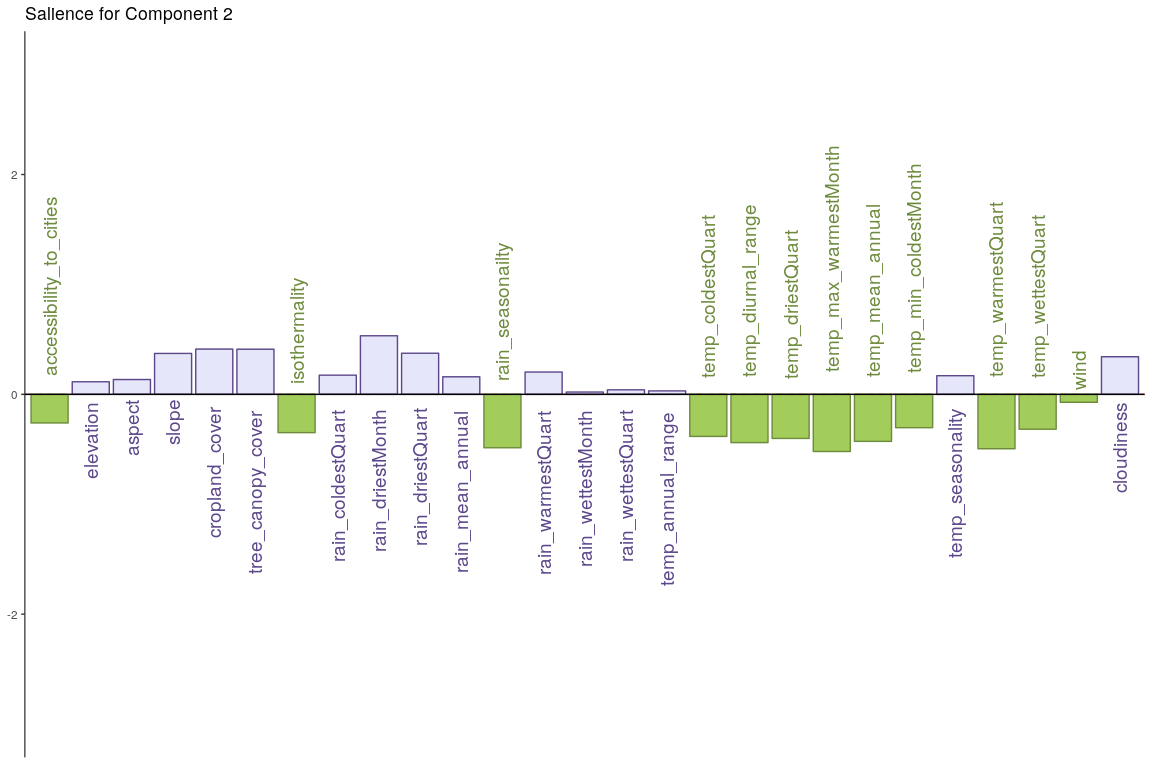 Sallence for Component 2
2
0
-2
accessibility_to_cities
elevation
aspect
slope
cropland_cover
tree_canopy_cover
isothermality
rain_coldestQuart
rain_driestMonth
rain_driestQuart
rain_mean_annual
rain_seasonailty
rain_warmestQuart
rain_wettestMonth
rain_wettestQuart
temp_annual_range
temp_coldestQuart
temp_diurnal_range
temp_driestQuart
temp_max_warmestMonth
temp_mean_annual
temp_min_coldestMonth
temp_seasonality
temp_warmestQuart
temp_wettestQuart
wind
cloudiness